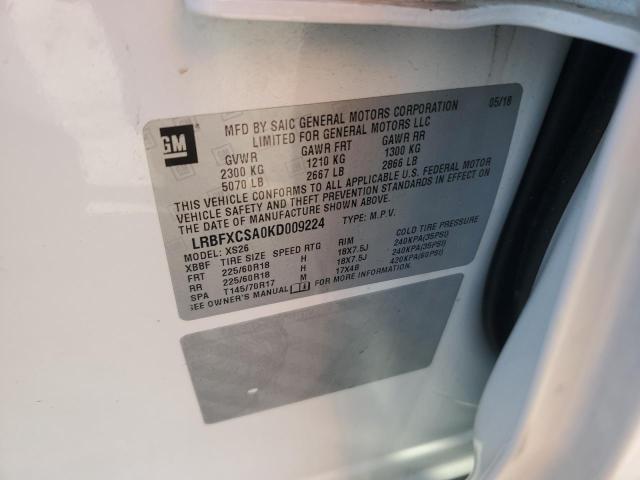 GM
MFD BY SAIC GENERAL MOTORS CORPORATION 05/18
LIMITED FOR GENERAL MOTORS LLC
GVWR GAWR FRT GAWR RR
2300 KG 1210 KG 1300 KG
5070 LB 2667 LB 2866 LB
THIS VEHICLE CONFORMS TO ALL APPLICABLE U.S. FEDERAL MOTOR
VEHICLE SAFETY AND THEFT PREVENTION STANDARDS IN EFFECT ON
THE DATE OF MANUFACTURE SHOWN ABOVE.
LRBFXCSA0KD009224 TYPE: M.P.V.
MODEL: XS26
XBBF TIRE SIZE SPEED RTG RIM COLD TIRE PRESSURE
FRT 225/60R18 H 18X7.5J 240KPA(35PSI)
RR 225/60R18 H 18X7.5J 240KPA(35PSI)
SPA T145/70R17 M 17X4B 420KPA(60PSI)
SEE OWNER'S MANUAL FOR MORE INFORMATION.